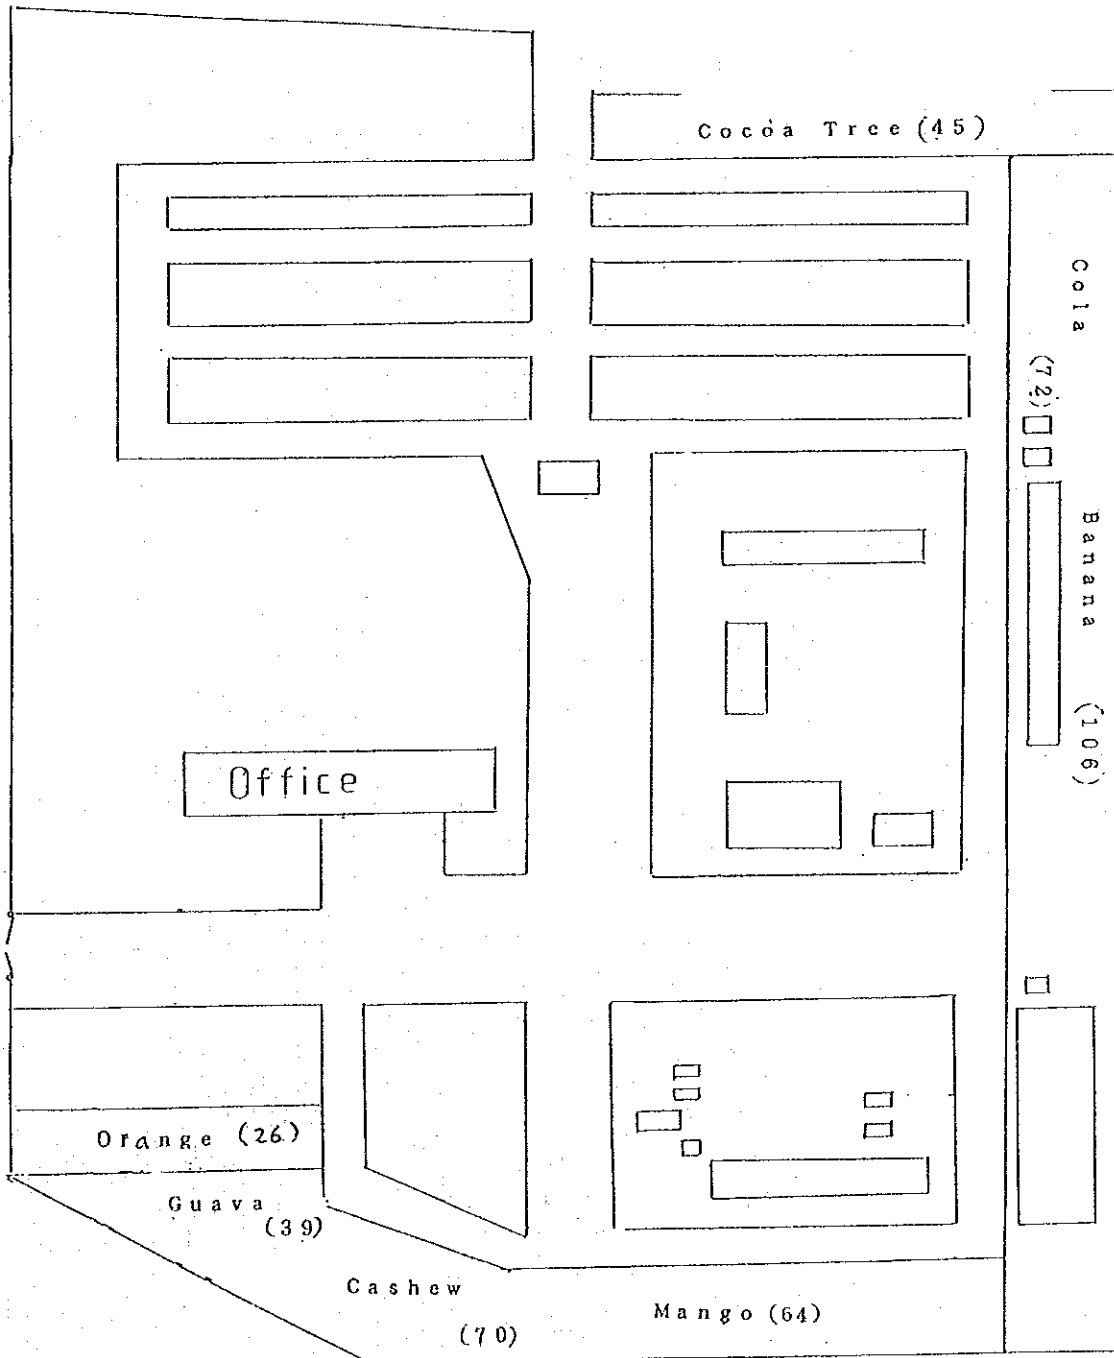 Cocoa Tree (45)
Cola (72)
Banana (106)
Office
Orange (26)
Guava
(39)
Cashew
(70)
Mango (64)